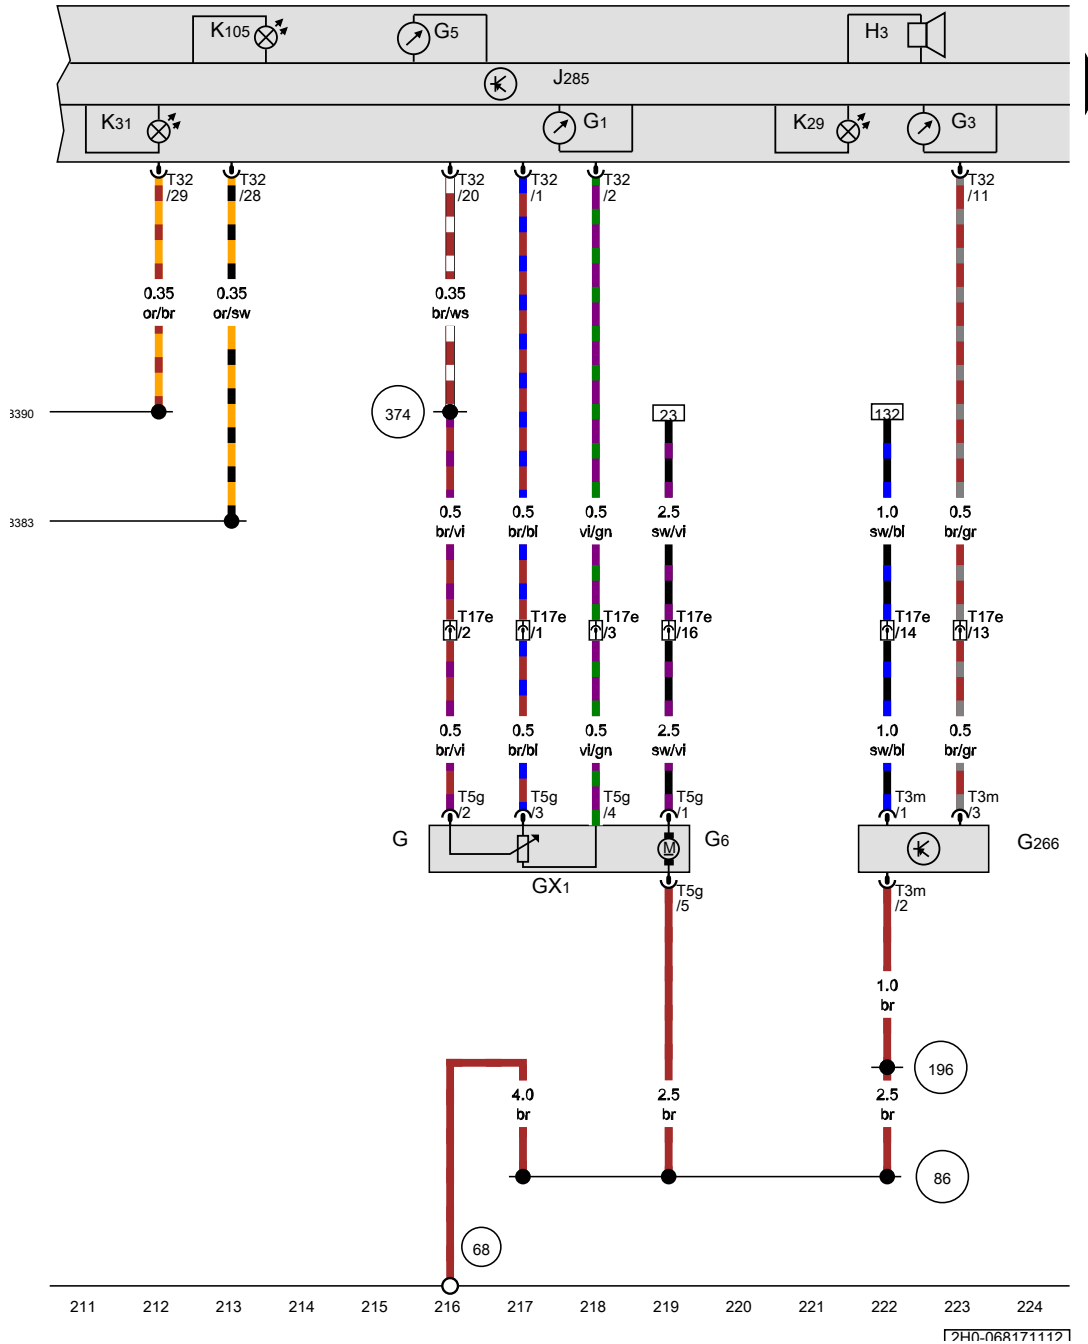 K105
G5
H3
J285
K31
G1
K29
G3
T32
/29
T32
/28
T32
/20
T32
/1
T32
/2
T32
/11
0.35
or/br
0.35
or/sw
0.35
br/ws
3390
374
23
132
3383
0.5
br/vi
0.5
br/bl
0.5
vi/gn
2.5
sw/vi
1.0
sw/bl
0.5
br/gr
T17e
/2
T17e
/1
T17e
/3
T17e
/16
T17e
/14
T17e
/13
0.5
br/vi
0.5
br/bl
0.5
vi/gn
2.5
sw/vi
1.0
sw/bl
0.5
br/gr
T5g
/2
T5g
/3
T5g
/4
T5g
/1
T3m
/1
T3m
/3
G
M
G6
G266
GX1
T5g
/5
T3m
/2
1.0
br
196
4.0
br
2.5
br
2.5
br
86
68
211 212 213 214 215 216 217 218 219 220 221 222 223 224
2H0-068171112